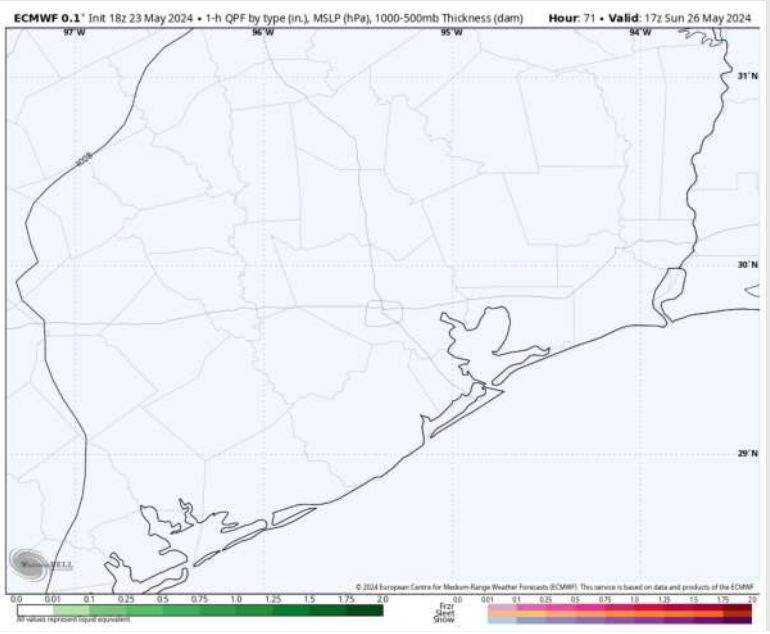 ECMWF 0.1° Init 18z 23 May 2024 • 1-h QPF by type (in.), MSLP (hPa), 1000-500mb Thickness (dam) Hour: 71 • Valid: 17z Sun 26 May 2024
97°W 96°W 95°W 94°W
31°N
1008
30°N
29°N
WeatherBELL
© 2024 European Centre for Medium-Range Weather Forecasts (ECMWF). This service is based on data and products of the ECMWF
0.0 0.01 0.1 0.25 0.5 1.0 1.25 1.5 1.75 2.0
All values represent liquid equivalent
0.0 0.01 0.1 0.25 0.5 0.75 1.0 1.25 1.5 1.75 2.0
Frzr
Sleet
Snow